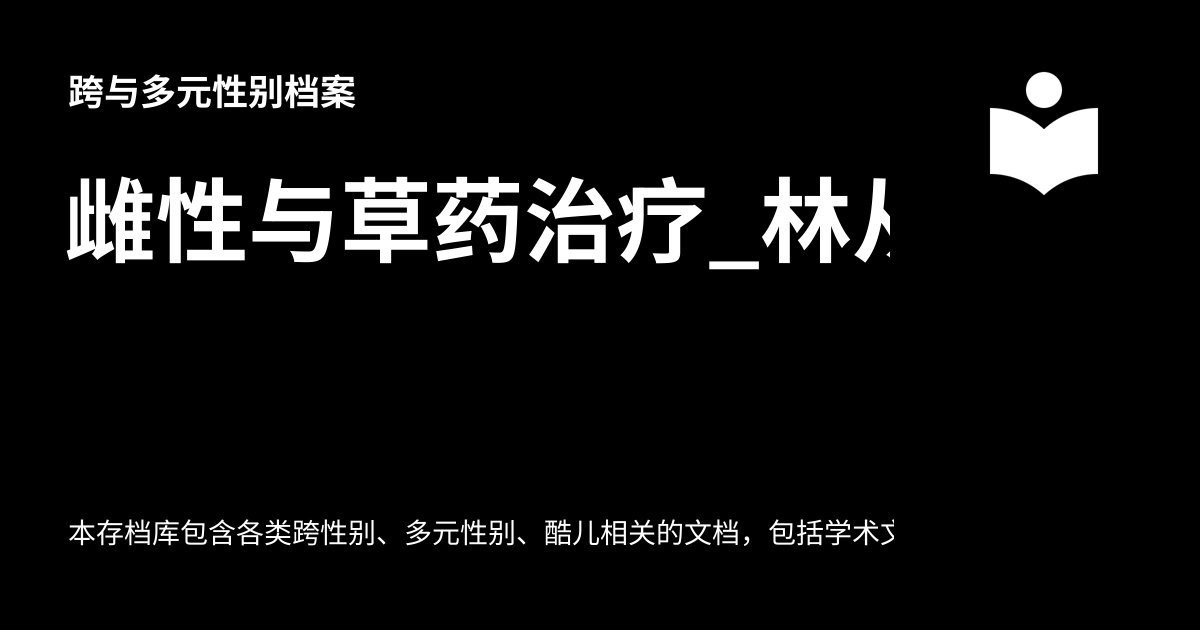 跨与多元性别档案
雌性与草药治疗_林
本存档库包含各类跨性别、多元性别、酷儿相关的文档，包括学术